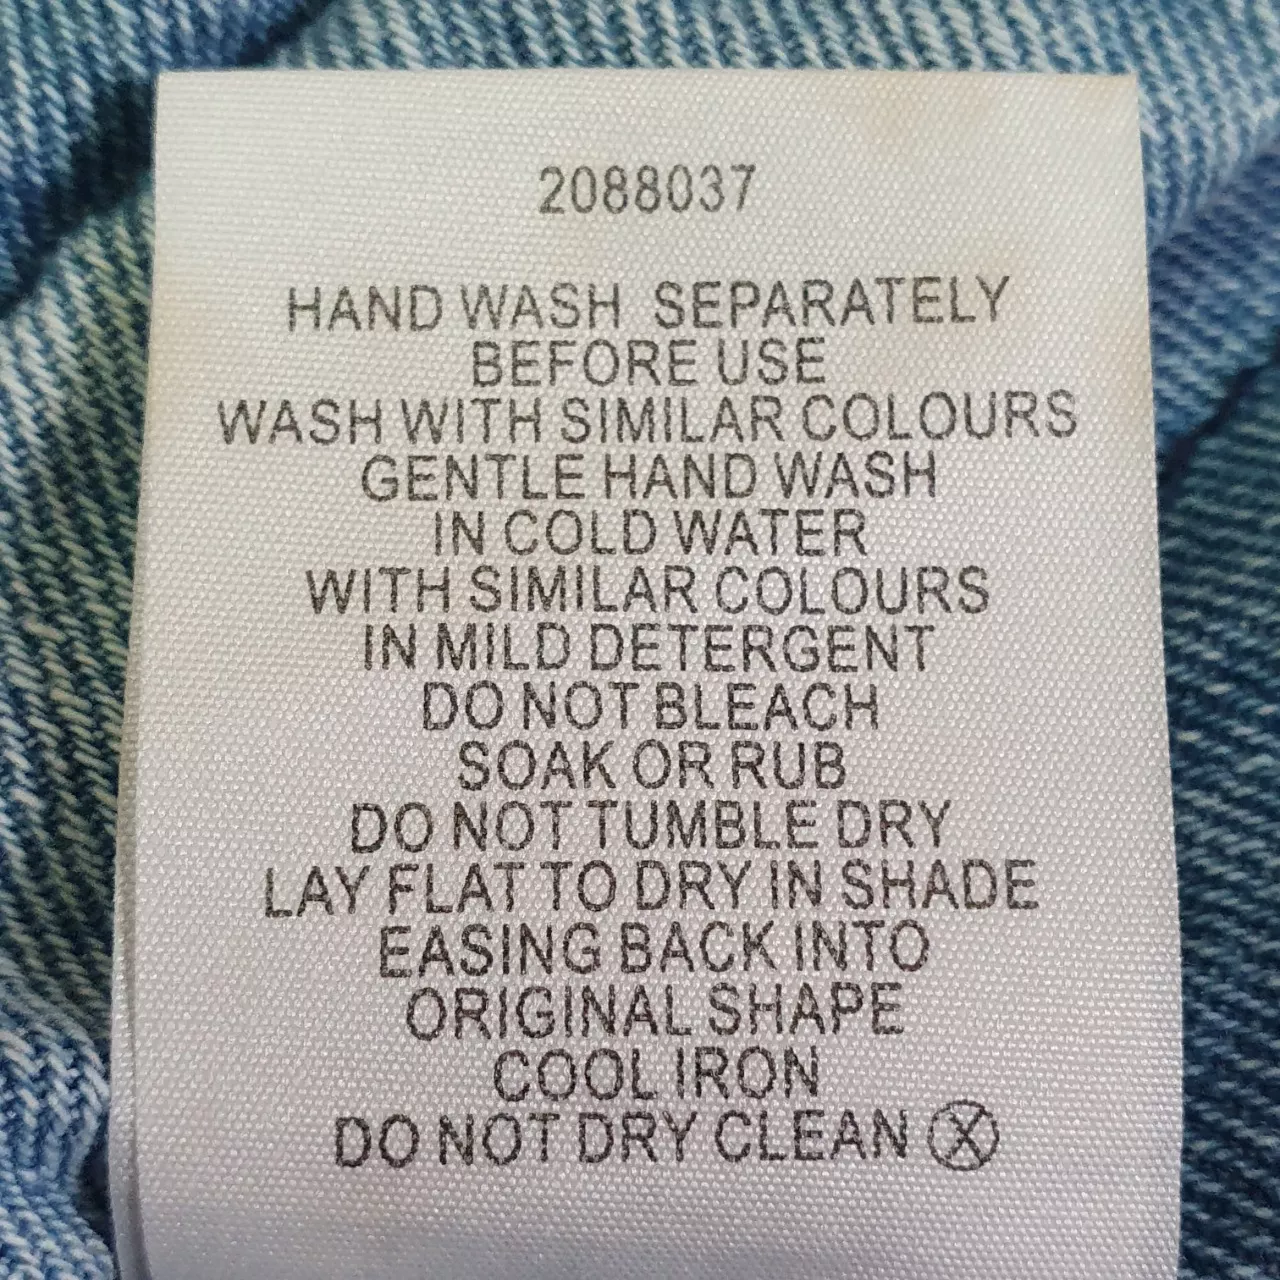 2088037
HAND WASH SEPARATELY
BEFORE USE
WASH WITH SIMILAR COLOURS
GENTLE HAND WASH
IN COLD WATER
WITH SIMILAR COLOURS
IN MILD DETERGENT
DO NOT BLEACH
SOAK OR RUB
DO NOT TUMBLE DRY
LAY FLAT TO DRY IN SHADE
EASING BACK INTO
ORIGINAL SHAPE
COOL IRON
DO NOT DRY CLEAN